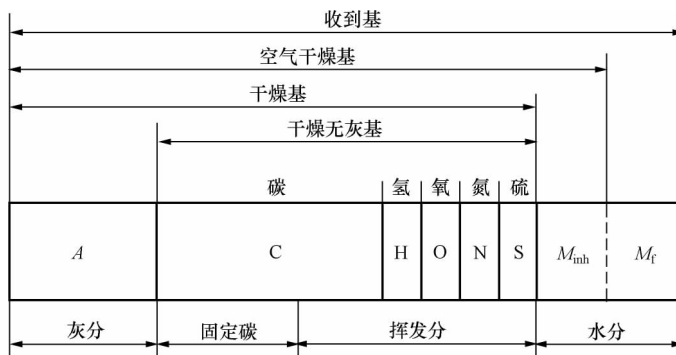 收到基
空气干燥基
干燥基
干燥无灰基
碳 氢 氧 氮 硫
A C H O N S Minh Mf
灰分 固定碳 挥发分 水分